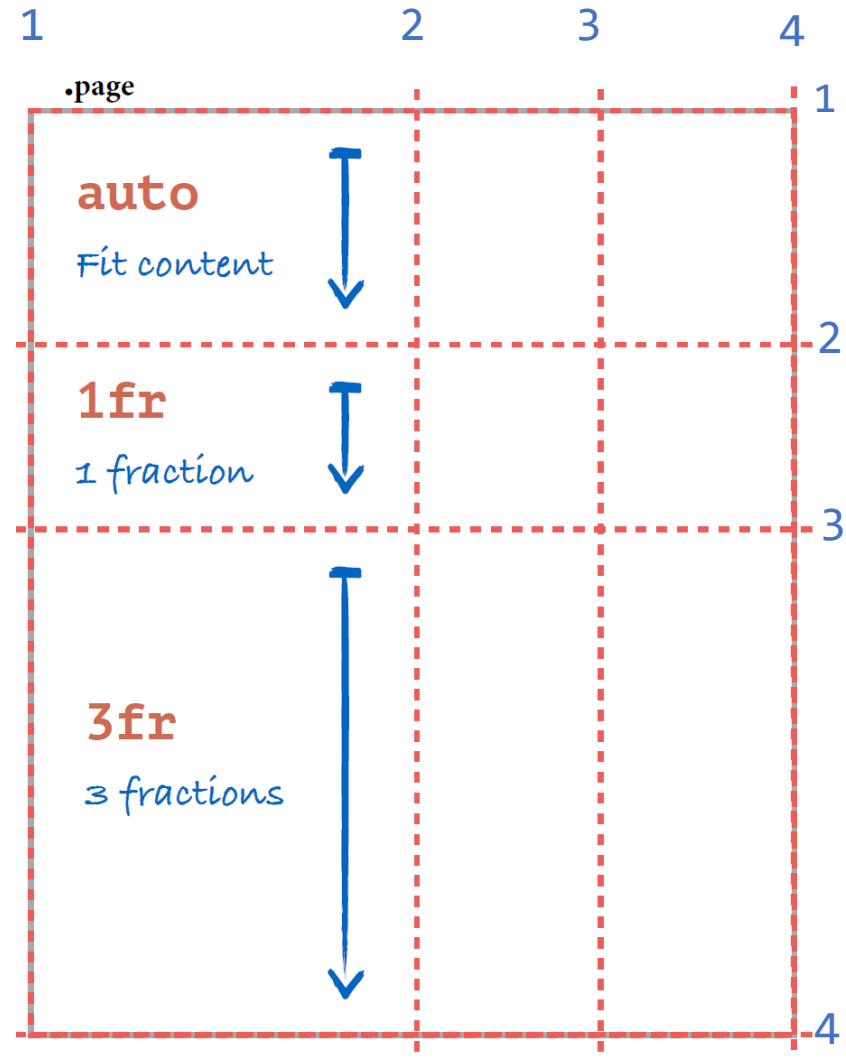 1 2 3 4
.page
1
auto
Fit content
2
1fr
1 fraction
3
3fr
3 fractions
4